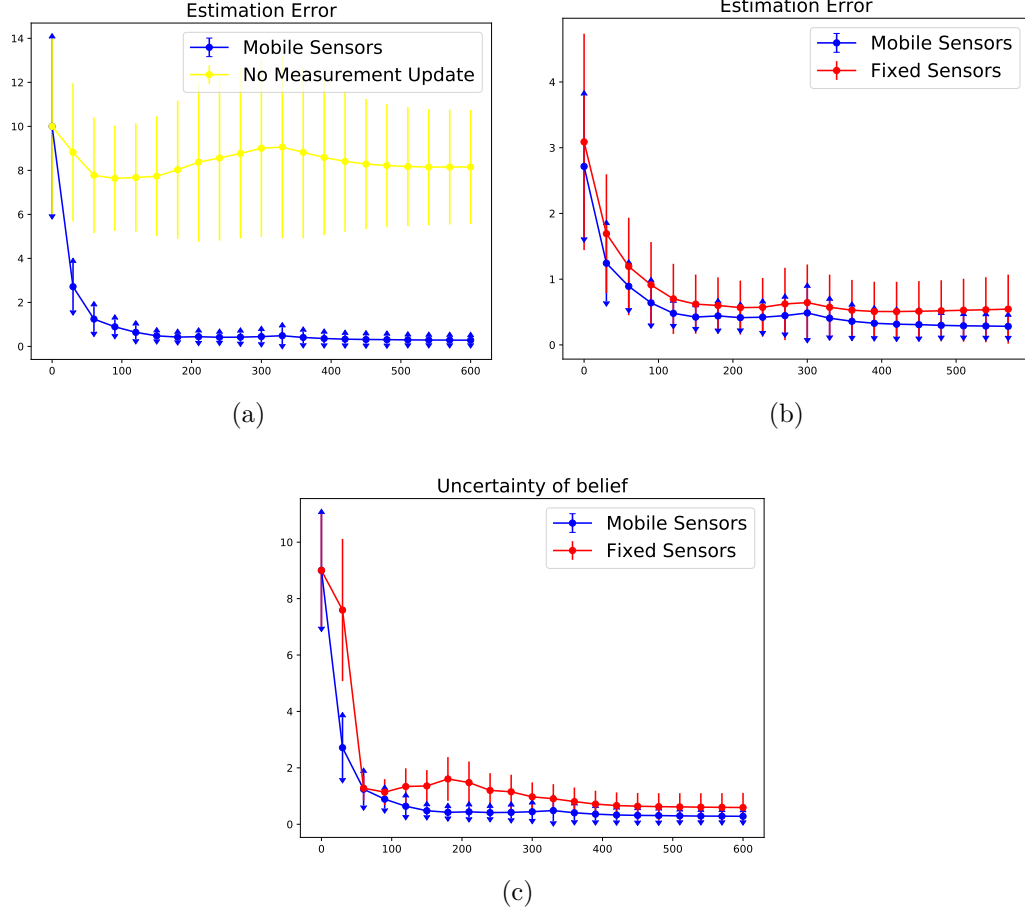 Estimation Error
14
12
10
8
6
4
2
0
Mobile Sensors
No Measurement Update
0 100 200 300 400 500 600
(a)
Estimation Error
4
3
2
1
0
Mobile Sensors
Fixed Sensors
0 100 200 300 400 500
(b)
Uncertainty of belief
10
8
6
4
2
0
Mobile Sensors
Fixed Sensors
0 100 200 300 400 500 600
(c)